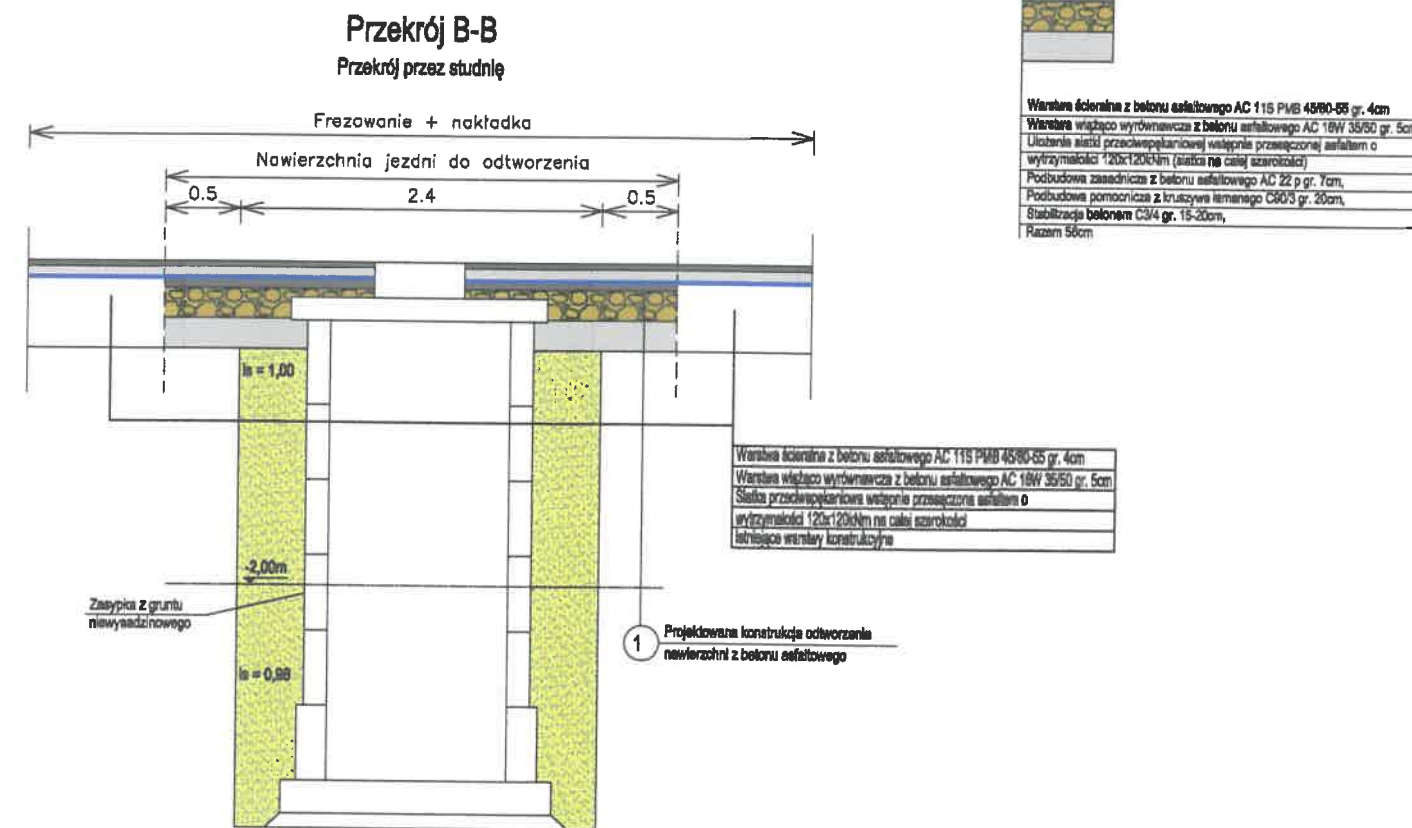 Przekrój B-B
Przekrój przez studnię
Frezowanie + nakładka
Nawierzchnia jezdni do odtworzenia
0.5
2.4
0.5
Warstwa ścieralna z betonu asfaltowego AC 11S PMB 45/80-55 gr. 4cm
Warstwa wiążąco wyrównawcza z betonu asfaltowego AC 16W 35/50 gr. 5cm
Ułożenie siatki przeciwspękaniowej wstępnie przesączonej asfaltem o
wytrzymałości 120x120kNm (siatka na całej szerokości)
Podbudowa zasadnicza z betonu asfaltowego AC 22 p gr. 7cm,
Podbudowa pomocnicza z kruszywa łamanego C90/3 gr. 20cm,
Stabilizacja betonem C3/4 gr. 15-20cm,
Razem 56cm
Is = 1,00
Warstwa ścieralna z betonu asfaltowego AC 11S PMB 45/80-55 gr. 4cm
Warstwa wiążąco wyrównawcza z betonu asfaltowego AC 16W 35/50 gr. 5cm
Siatka przeciwspękaniowa wstępnie przesączona asfaltem o
wytrzymałości 120x120kNm na całej szerokości
istniejące warstwy konstrukcyjne
-2,00m
Zasypka z gruntu
niewysadzinowego
1
Projektowana konstrukcja odtworzenia
nawierzchni z betonu asfaltowego
Is = 0,98